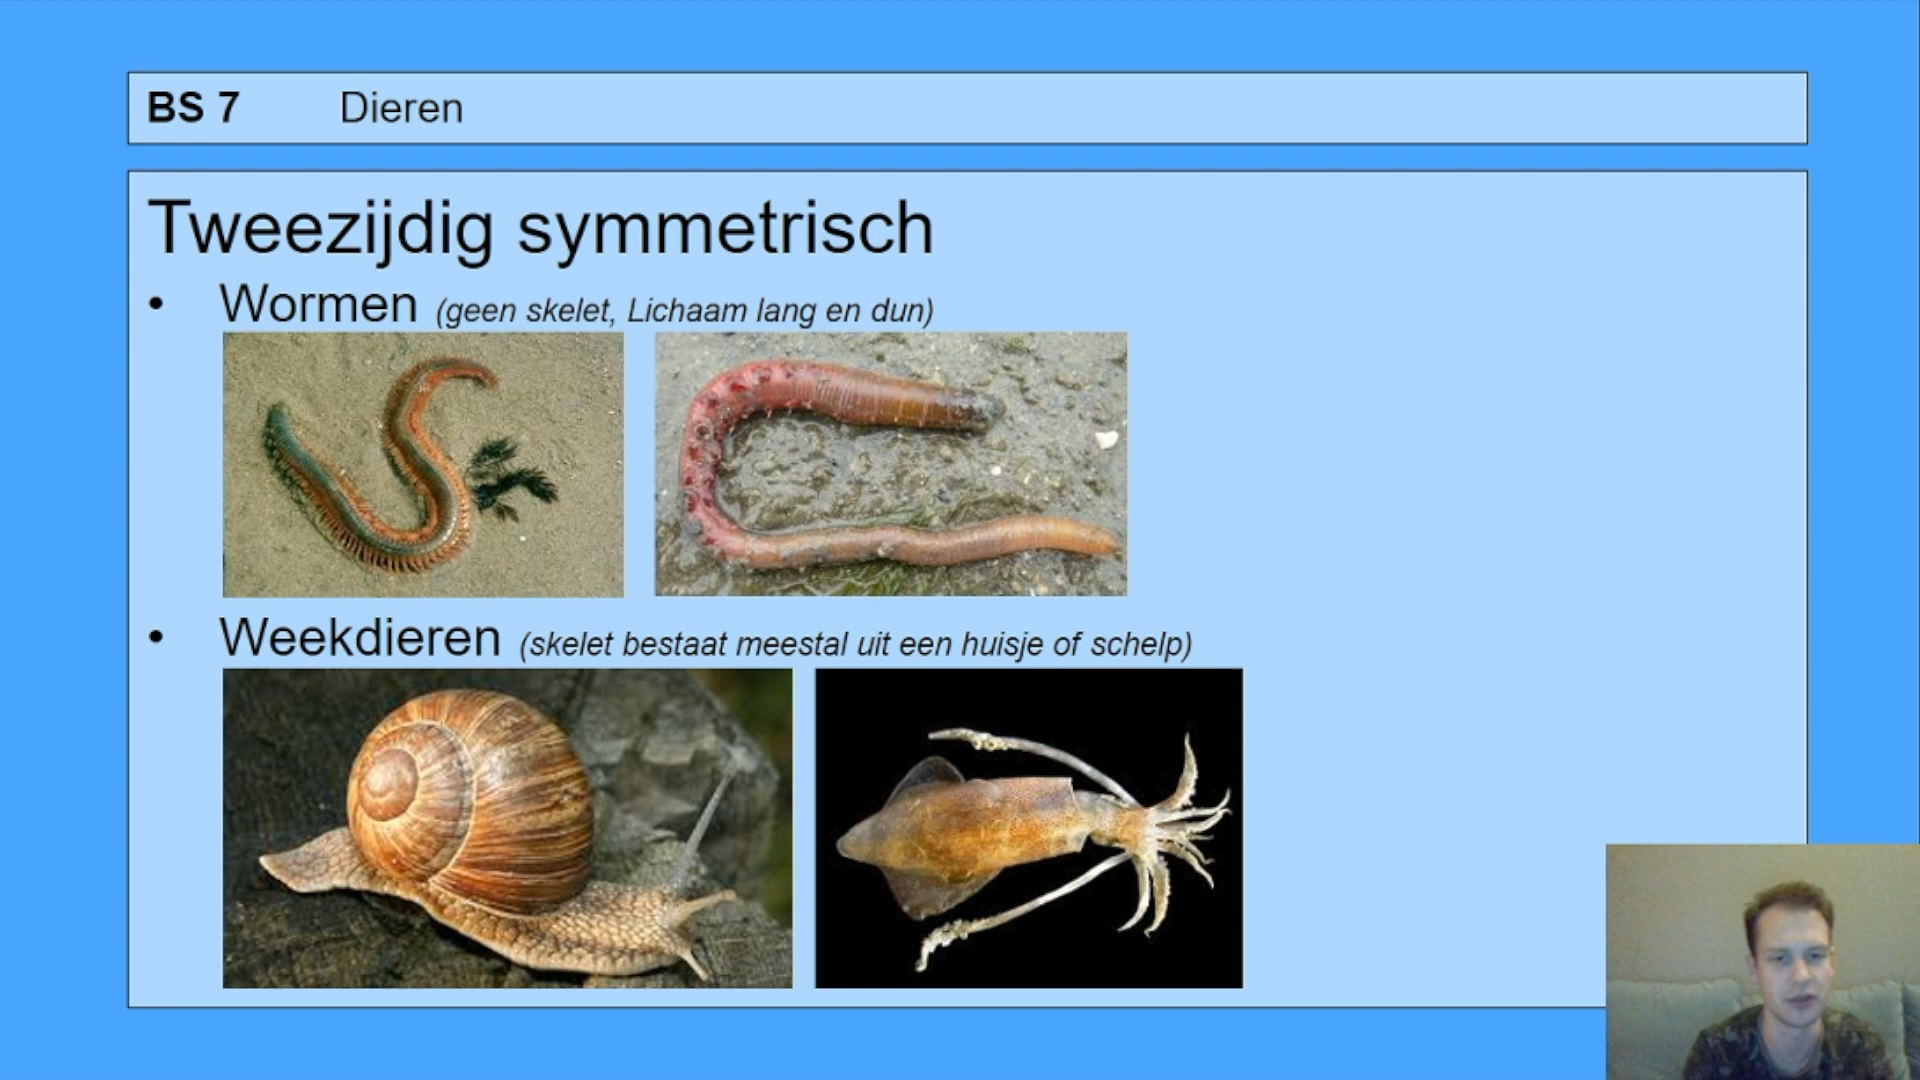 BS 7 Dieren
Tweezijdig symmetrisch
• Wormen (geen skelet, Lichaam lang en dun)
• Weekdieren (skelet bestaat meestal uit een huisje of schelp)